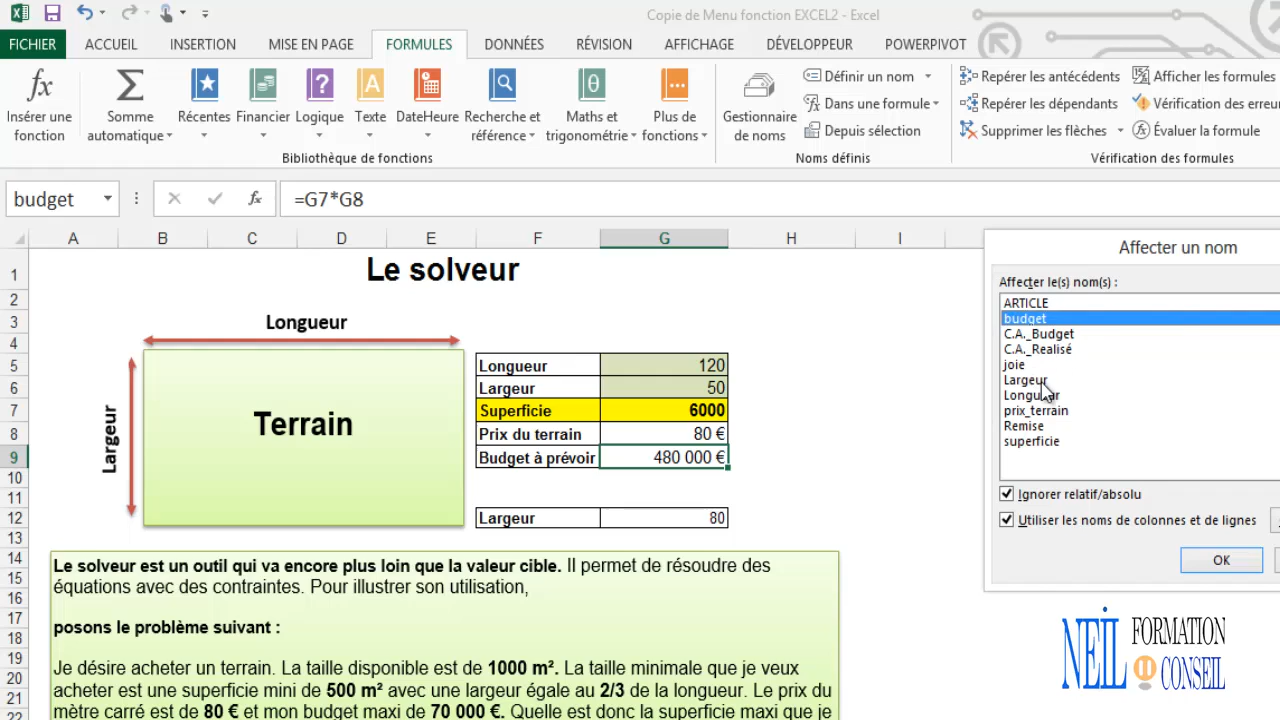 Copie de Menu fonction EXCEL2 - Excel
FICHIER ACCUEIL INSERTION MISE EN PAGE FORMULES DONNÉES RÉVISION AFFICHAGE DÉVELOPPEUR POWERPIVOT
Insérer une fonction
Somme automatique
Récentes
Financier
Logique
Texte
DateHeure
Recherche et référence
Maths et trigonométrie
Plus de fonctions
Bibliothèque de fonctions
Gestionnaire de noms
Définir un nom
Dans une formule
Depuis sélection
Noms définis
Repérer les antécédents
Repérer les dépendants
Supprimer les flèches
Afficher les formules
Vérification des erreu
Évaluer la formule
Vérification des formules
budget
fx
=G7*G8
A B C D E F G H I
1 2 3 4 5 6 7 8 9 10 11 12 13 14 15 16 17 18 19 20 21 22
Le solveur
Longueur
Largeur
Terrain
Longueur 120
Largeur 50
Superficie 6000
Prix du terrain 80 €
Budget à prévoir 480 000 €
Largeur 80
Le solveur est un outil qui va encore plus loin que la valeur cible. Il permet de résoudre des
équations avec des contraintes. Pour illustrer son utilisation,
posons le problème suivant :
Je désire acheter un terrain. La taille disponible est de 1000 m². La taille minimale que je veux
acheter est une superficie mini de 500 m² avec une largeur égale au 2/3 de la longueur. Le prix du
mètre carré est de 80 € et mon budget maxi de 70 000 €. Quelle est donc la superficie maxi que je
Affecter un nom
Affecter le(s) nom(s) :
ARTICLE
budget
C.A._Budget
C.A._Realisé
joie
Largeur
Longueur
prix_terrain
Remise
superficie
Ignorer relatif/absolu
Utiliser les noms de colonnes et de lignes
OK
NEIL FORMATION
CONSEIL